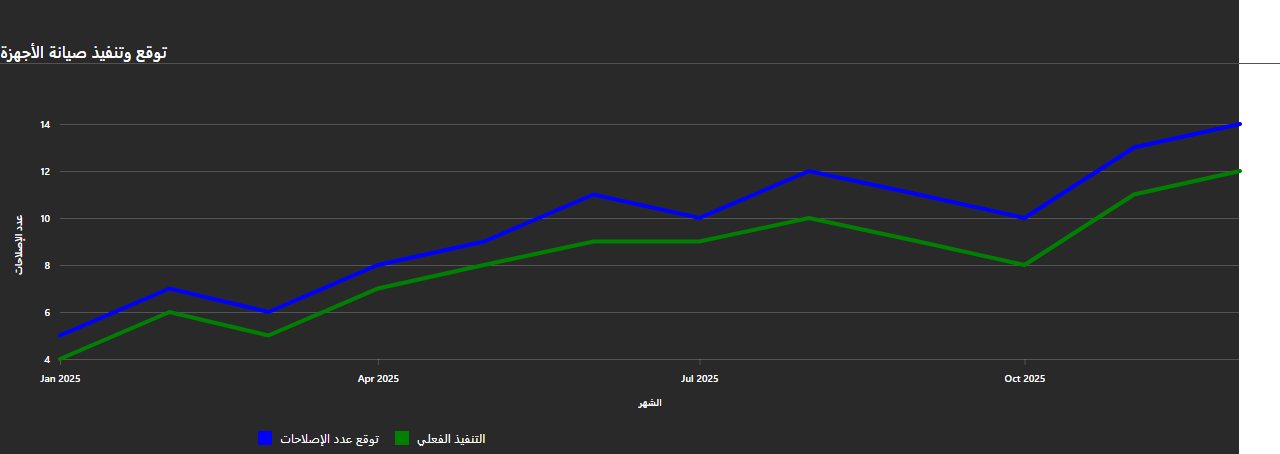 توقع وتنفيذ صيانة الأجهزة
14
12
10
8
6
4
عدد الإصلاحات
Jan 2025
Apr 2025
Jul 2025
Oct 2025
الشهر
توقع عدد الإصلاحات
التنفيذ الفعلي